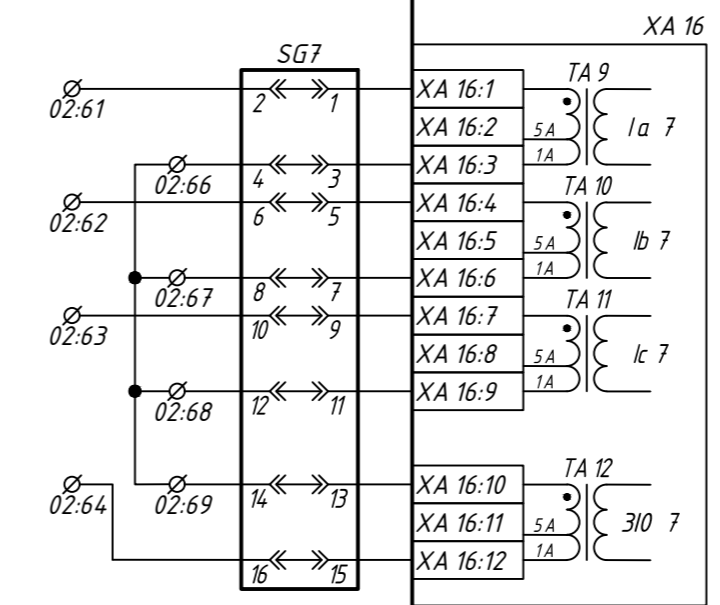 XA 16
SG7
TA 9
02:61
2 1
XA 16:1
XA 16:2
5A
Ia 7
02:66
4 3
XA 16:3
1A
TA 10
02:62
6 5
XA 16:4
XA 16:5
5A
Ib 7
02:67
8 7
XA 16:6
1A
TA 11
02:63
10 9
XA 16:7
XA 16:8
5A
Ic 7
02:68
12 11
XA 16:9
1A
TA 12
02:64
02:69
14 13
XA 16:10
XA 16:11
5A
3I0 7
16 15
XA 16:12
1A